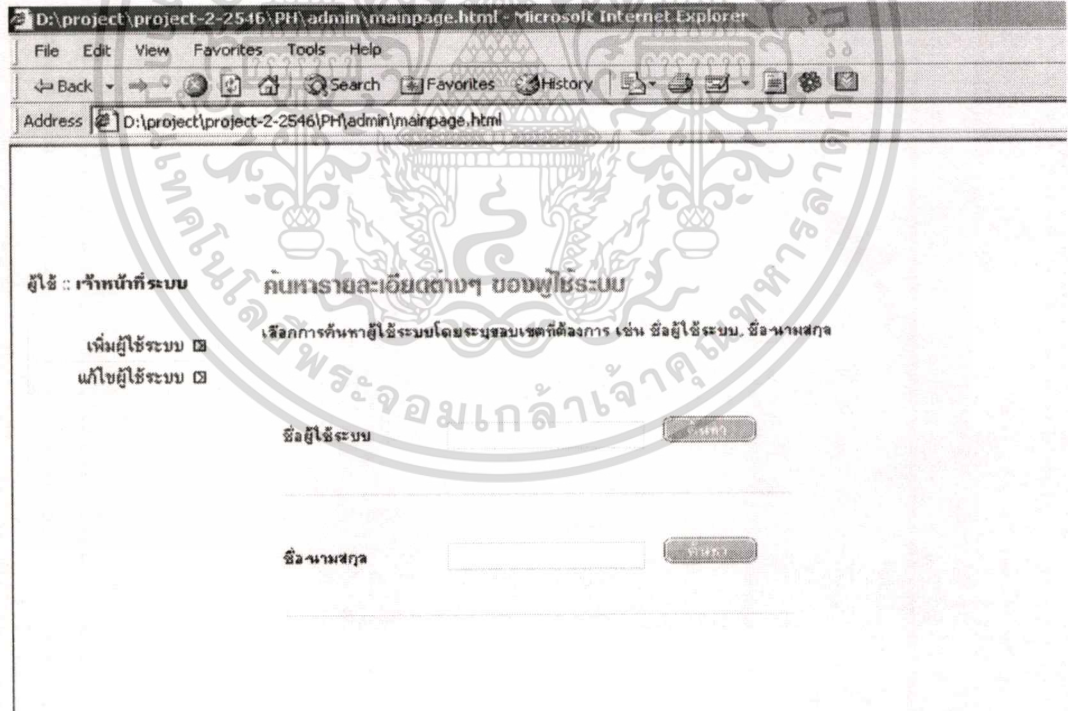 D:\project\project-2-2546\PH\admin\mainpage.html - Microsoft Internet Explorer
File Edit View Favorites Tools Help
Back Search Favorites History
Address D:\project\project-2-2546\PH\admin\mainpage.html
ผู้ใช้ :: เจ้าหน้าที่ระบบ
เพิ่มผู้ใช้ระบบ
แก้ไขผู้ใช้ระบบ
ค้นหารายละเอียดต่างๆ ของผู้ใช้ระบบ
เลือกการค้นหาผู้ใช้ระบบโดยระบุขอบเขตที่ต้องการ เช่น ชื่อผู้ใช้ระบบ, ชื่อ-นามสกุล
ชื่อผู้ใช้ระบบ ค้นหา
ชื่อ-นามสกุล ค้นหา
เทคโนโลยีพระจอมเกล้าเจ้าคุณทหารลาดกระบัง